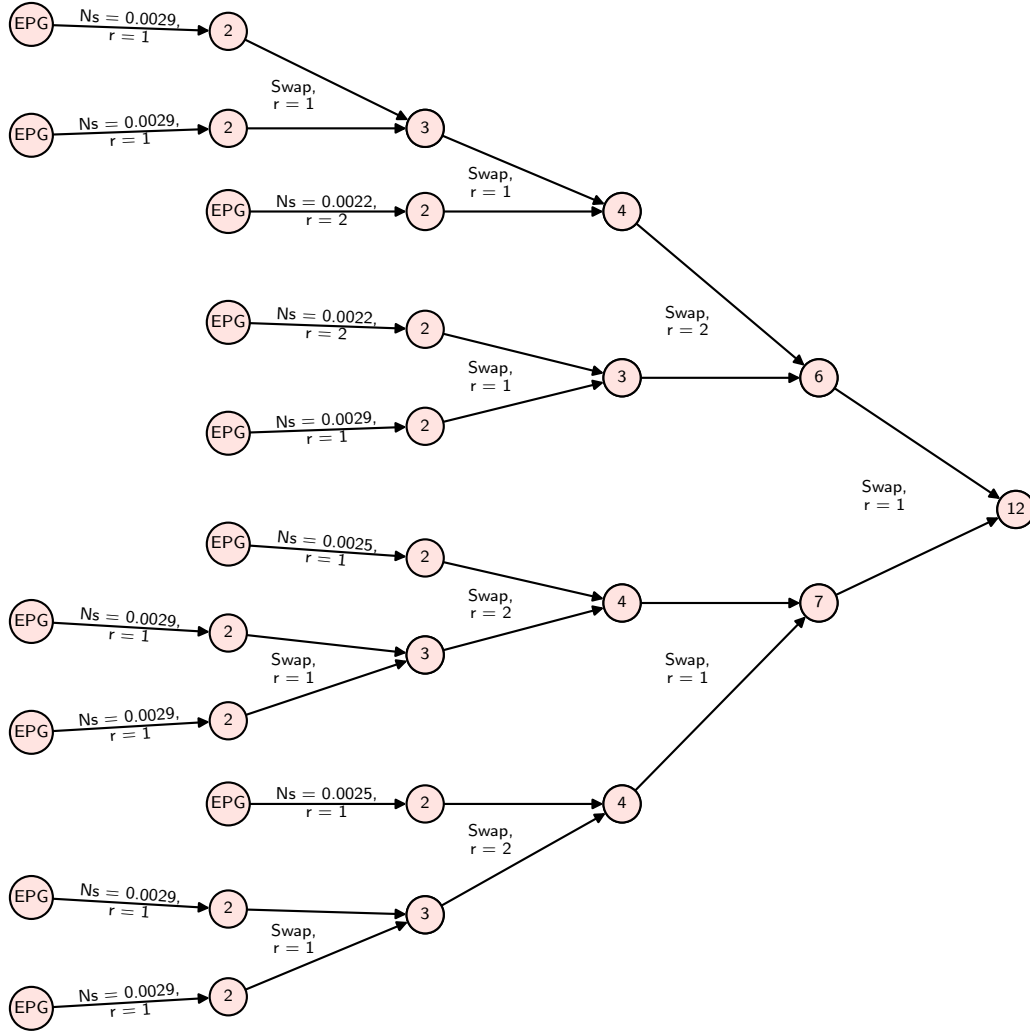 EPG
Ns = 0.0029,
r = 1
2
Swap,
r = 1
EPG
Ns = 0.0029,
r = 1
2
3
Swap,
r = 1
EPG
Ns = 0.0022,
r = 2
2
4
Swap,
r = 2
EPG
Ns = 0.0022,
r = 2
2
Swap,
r = 1
3
6
EPG
Ns = 0.0029,
r = 1
2
Swap,
r = 1
12
EPG
Ns = 0.0025,
r = 1
2
Swap,
r = 2
4
7
EPG
Ns = 0.0029,
r = 1
2
Swap,
r = 1
3
Swap,
r = 1
EPG
Ns = 0.0029,
r = 1
2
EPG
Ns = 0.0025,
r = 1
2
4
Swap,
r = 2
EPG
Ns = 0.0029,
r = 1
2
3
Swap,
r = 1
EPG
Ns = 0.0029,
r = 1
2